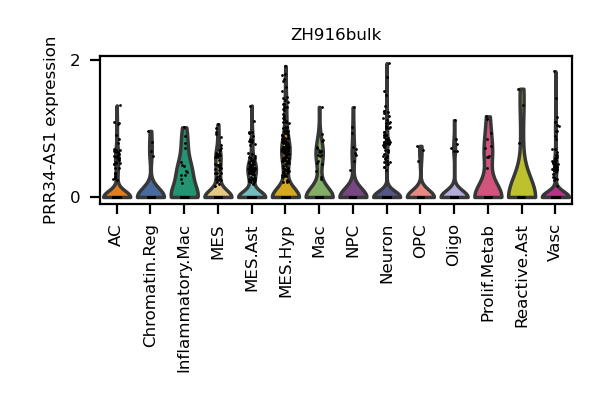 ZH916bulk
PRR34-AS1 expression
2
0
AC
Chromatin.Reg
Inflammatory.Mac
MES
MES.Ast
MES.Hyp
Mac
NPC
Neuron
OPC
Oligo
Prolif.Metab
Reactive.Ast
Vasc